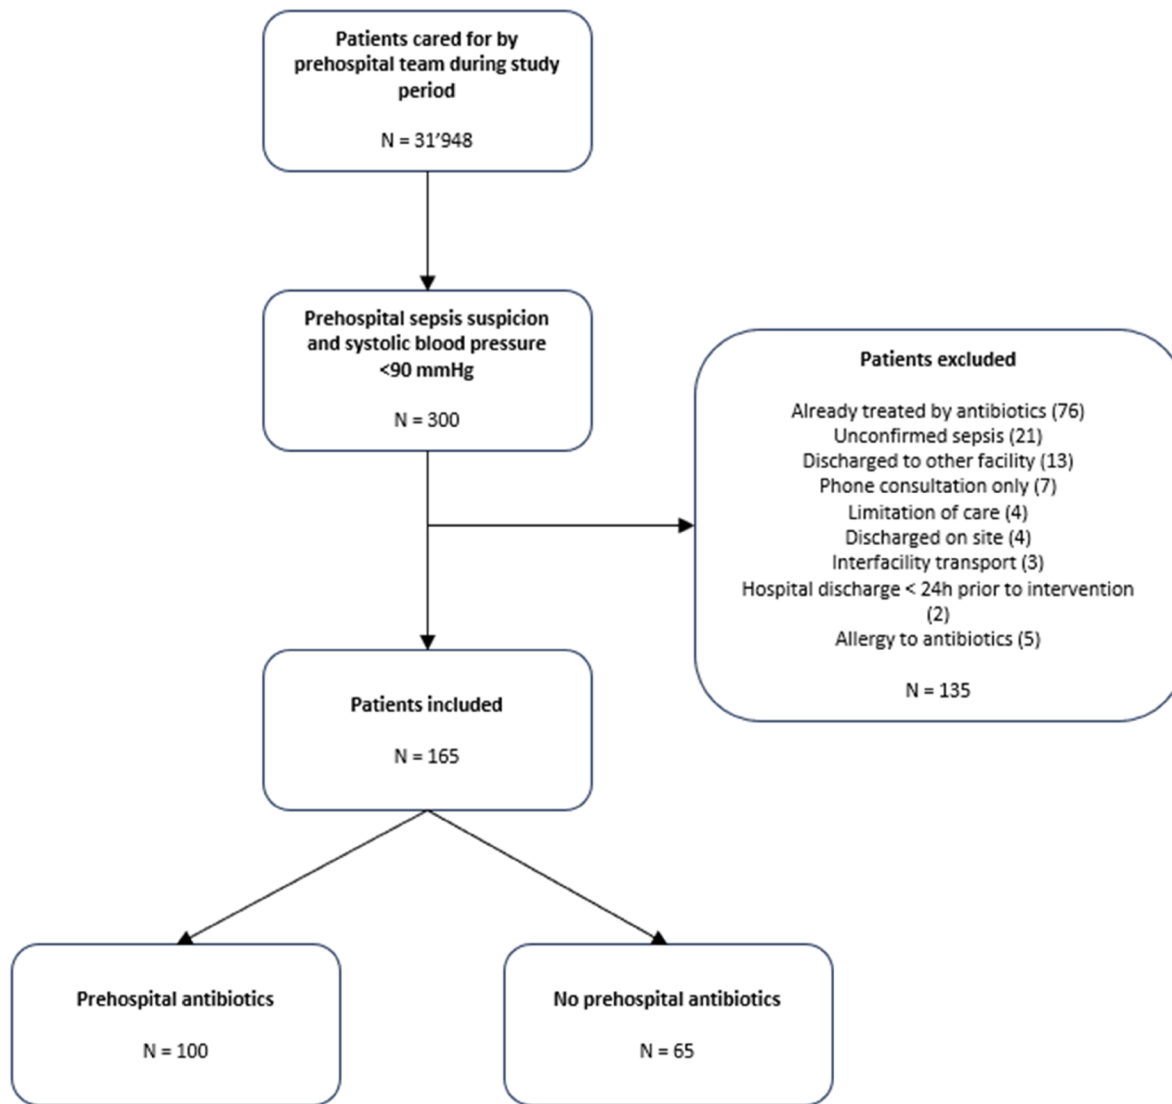 Patients cared for by
prehospital team during study
period
N = 31’948
Prehospital sepsis suspicion
and systolic blood pressure
<90 mmHg
N = 300
Patients excluded
Already treated by antibiotics (76)
Unconfirmed sepsis (21)
Discharged to other facility (13)
Phone consultation only (7)
Limitation of care (4)
Discharged on site (4)
Interfacility transport (3)
Hospital discharge < 24h prior to intervention
(2)
Allergy to antibiotics (5)
N = 135
Patients included
N = 165
Prehospital antibiotics
N = 100
No prehospital antibiotics
N = 65